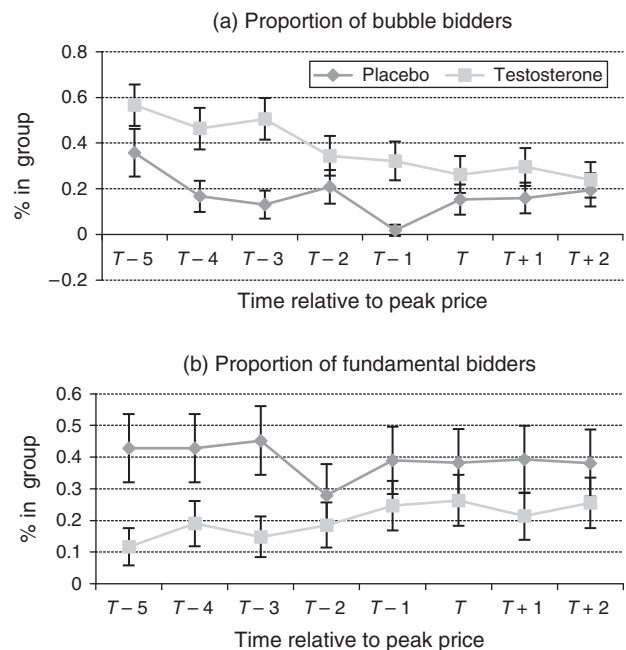 (a) Proportion of bubble bidders
0.8
Placebo
Testosterone
0.6
0.4
0.2
0
−0.2
% in group
T − 5 T − 4 T − 3 T − 2 T − 1 T T + 1 T + 2
Time relative to peak price
(b) Proportion of fundamental bidders
0.6
0.5
0.4
0.3
0.2
0.1
0
% in group
T − 5 T − 4 T − 3 T − 2 T − 1 T T + 1 T + 2
Time relative to peak price